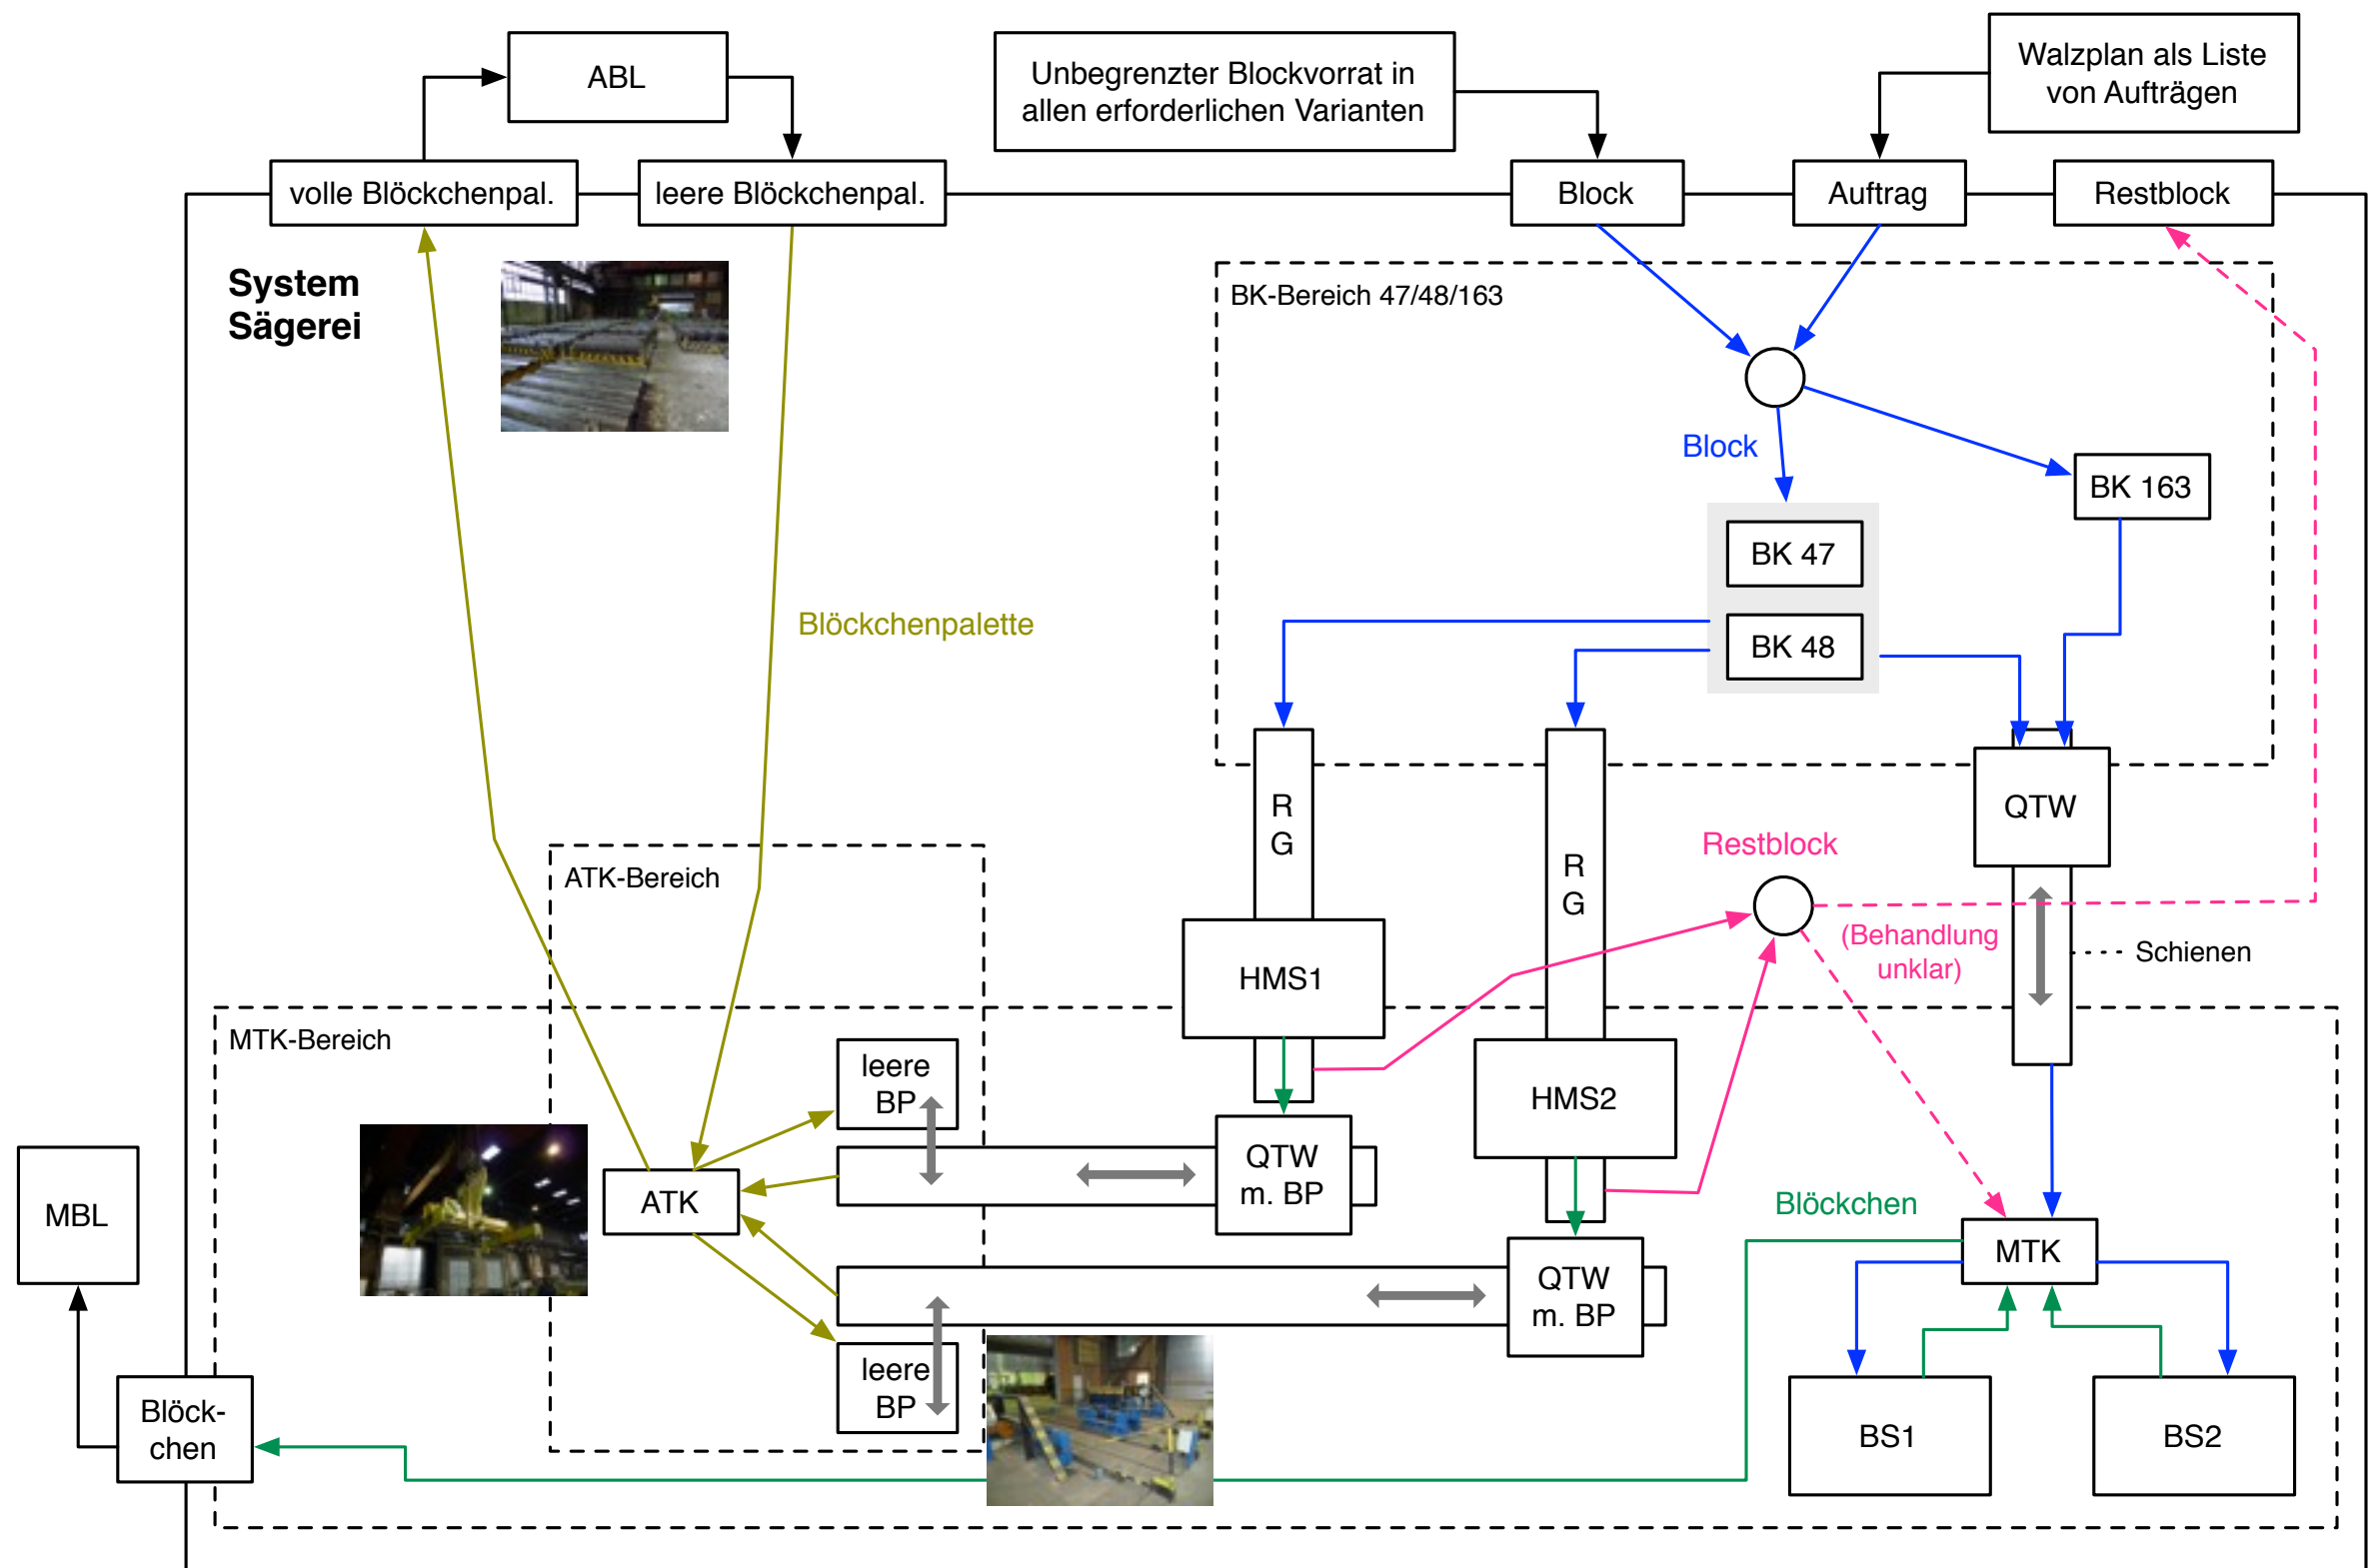 ABL
Unbegrenzter Blockvorrat in
allen erforderlichen Varianten
Walzplan als Liste
von Aufträgen
volle Blöckchenpal.
leere Blöckchenpal.
Block
Auftrag
Restblock
System
Sägerei
BK-Bereich 47/48/163
Block
BK 163
BK 47
BK 48
Blöckchenpalette
R
G
R
G
QTW
Restblock
(Behandlung
unklar)
Schienen
ATK-Bereich
HMS1
MTK-Bereich
leere
BP
HMS2
QTW
m. BP
ATK
MBL
Blöckchen
MTK
QTW
m. BP
leere
BP
Blöck-
chen
BS1
BS2